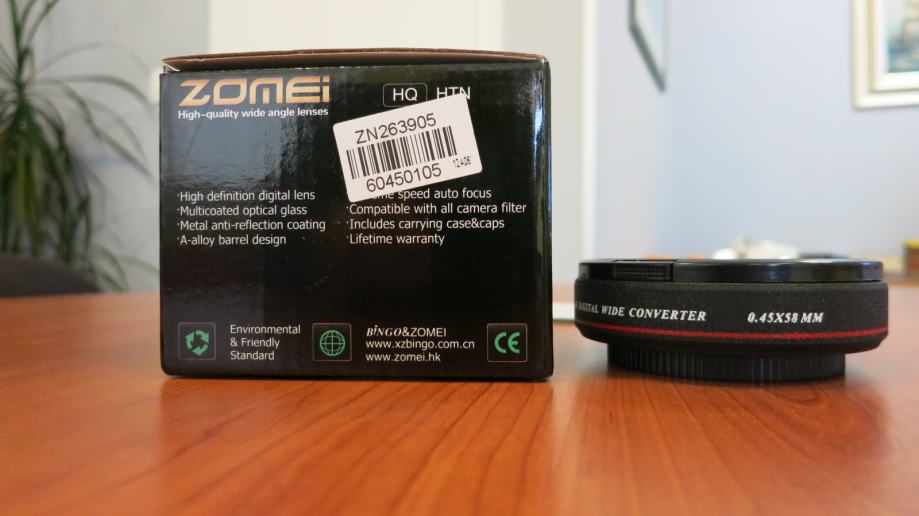 ZOMEi
High-quality wide angle lenses
HQ HTN
ZN263905
60450105
·High definition digital lens
·Multicoated optical glass
·Metal anti-reflection coating
·A-alloy barrel design
speed auto focus
·Compatible with all camera filter
·Includes carrying case&caps
·Lifetime warranty
Environmental
& Friendly
Standard
BiNGO&ZOMEI
www.xzbingo.com.cn
www.zomei.hk
CE
DIGITAL WIDE CONVERTER 0.45X58 MM